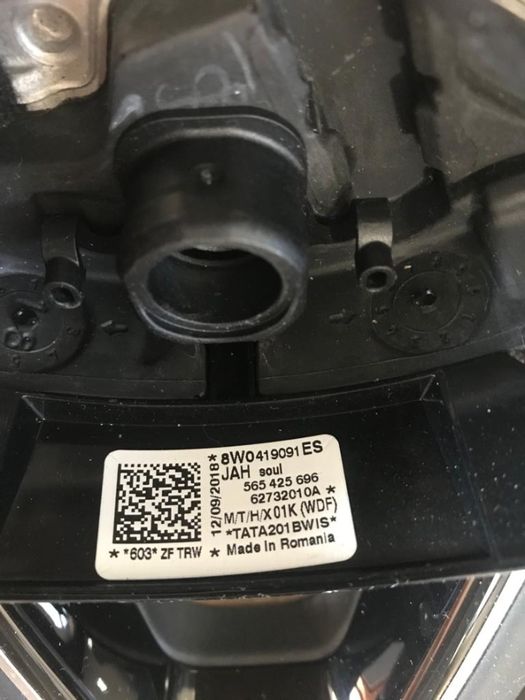 *8W0419091ES
JAH soul
565 425 696
62732010A *
M/T/H/X01K (WDF)
*TATA201BWIS*
* Made in Romania
12/09/2018
* *603* ZF TRW